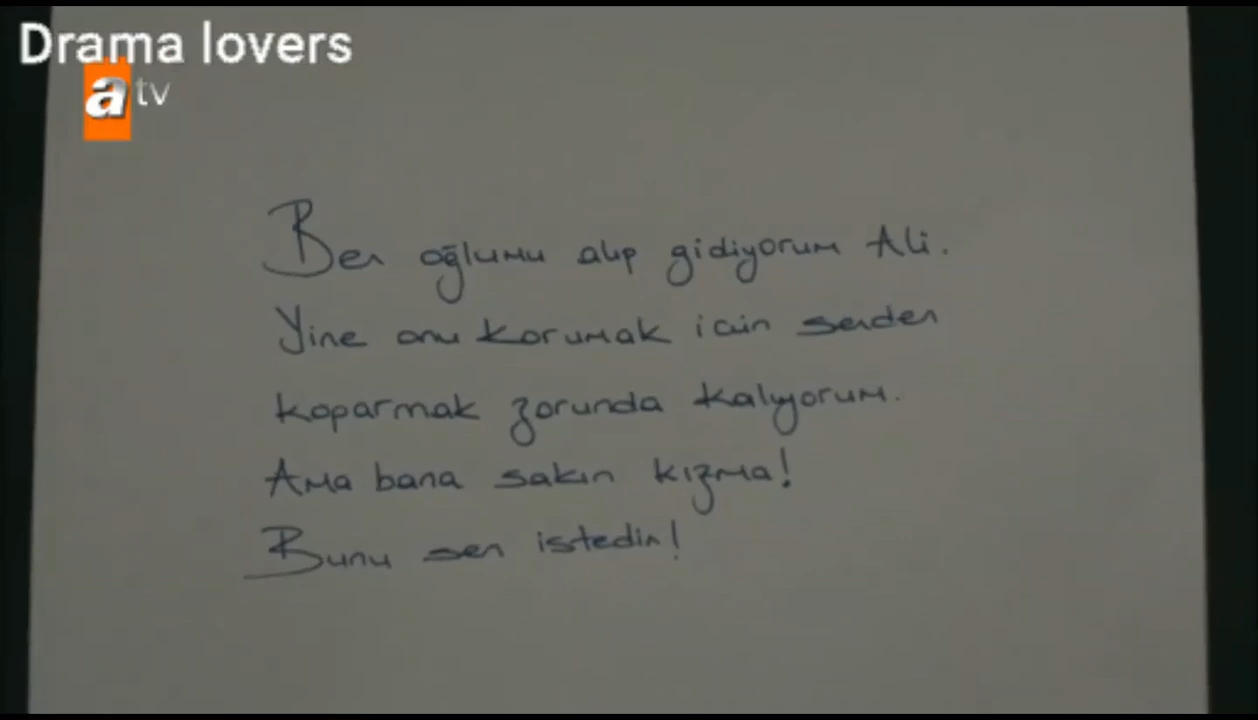 Drama lovers
atv
Ben oğlumu alıp gidiyorum Ali.
Yine onu korumak için senden
koparmak zorunda kalıyorum.
Ama bana sakın kızma!
Bunu sen istedin!